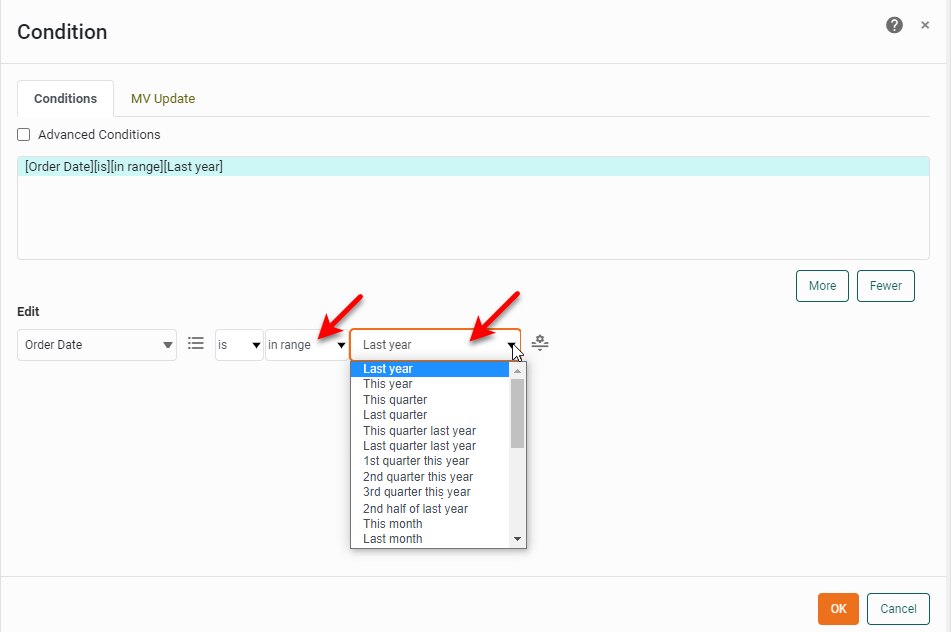 Condition
Conditions MV Update
Advanced Conditions
[Order Date][is][in range][Last year]
More Fewer
Edit
Order Date is in range Last year
Last year
This year
This quarter
Last quarter
This quarter last year
Last quarter last year
1st quarter this year
2nd quarter this year
3rd quarter this year
2nd half of last year
This month
Last month
OK Cancel